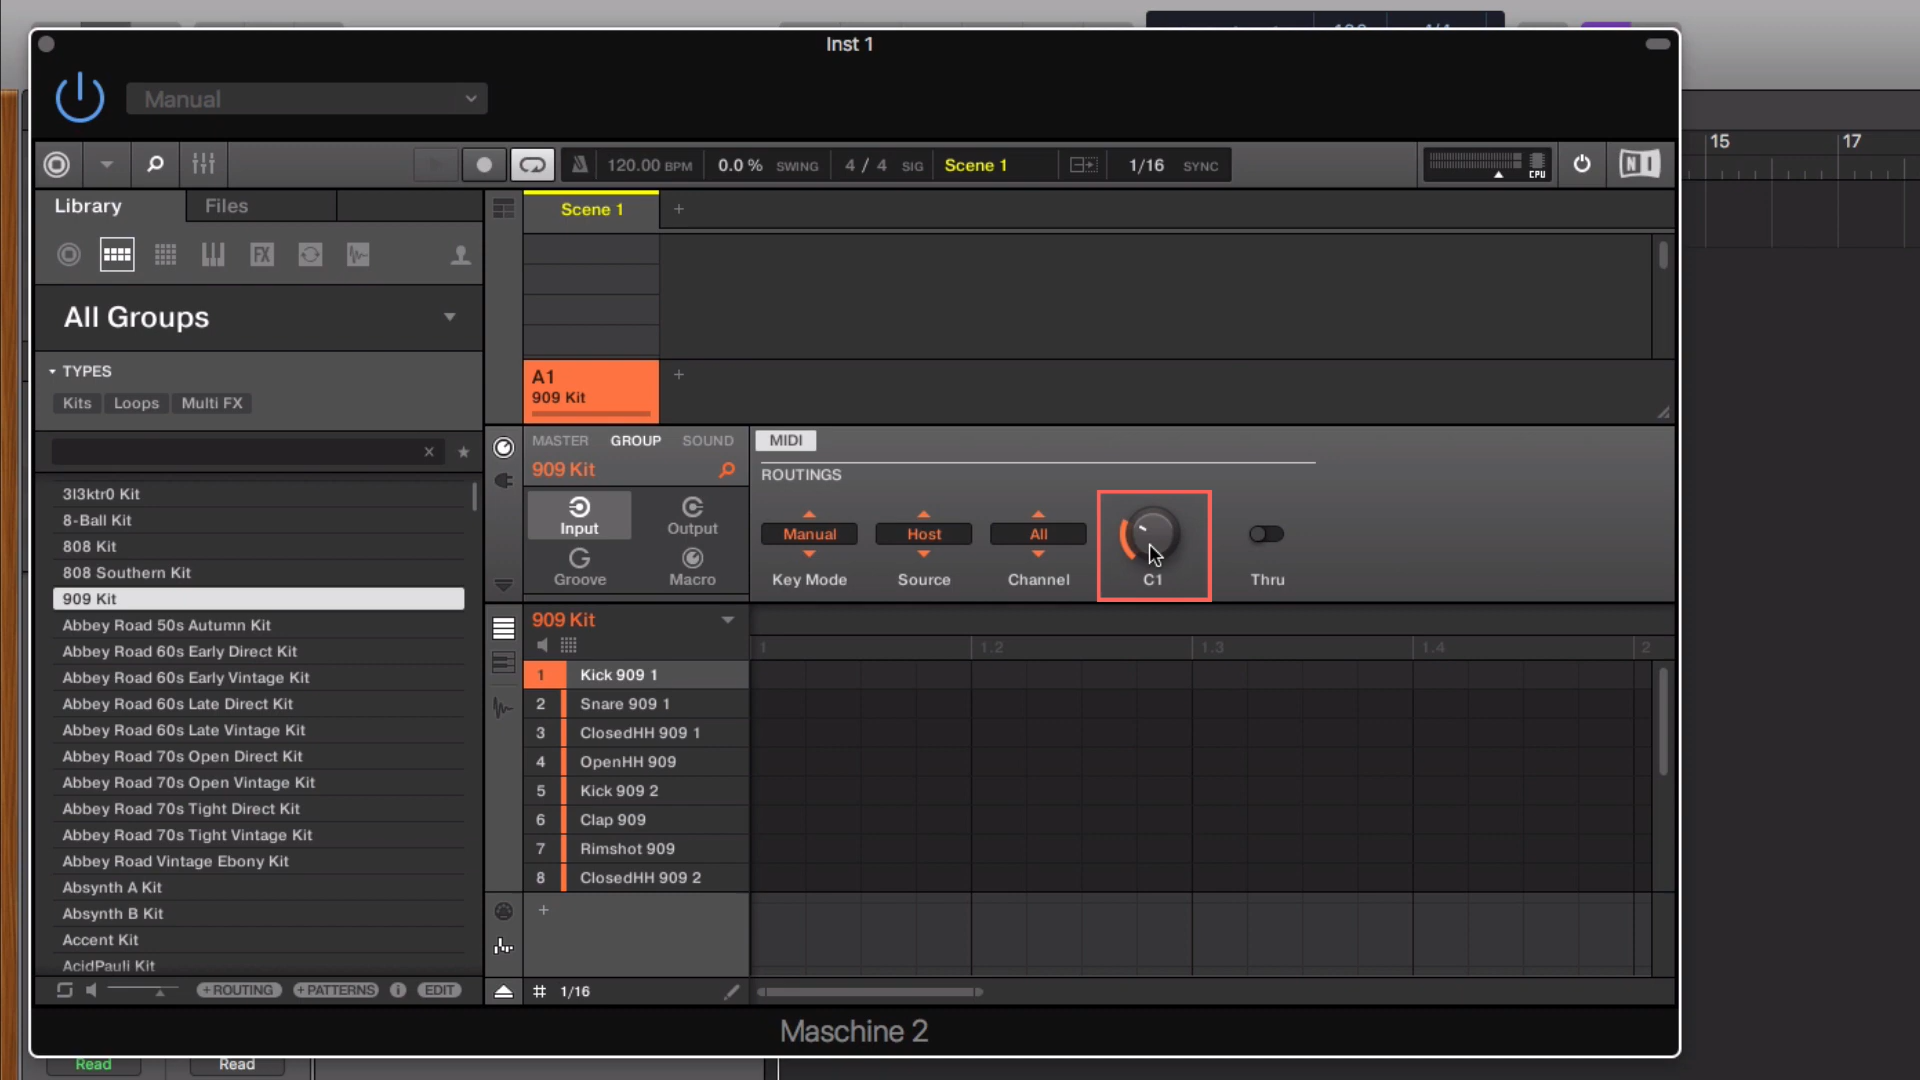 Inst 1
Manual
120.00 BPM
0.0 % SWING
4 / 4 SIG
Scene 1
1/16 SYNC
CPU
NI
15
17
Library
Files
FX
All Groups
TYPES
Kits
Loops
Multi FX
3l3ktr0 Kit
8-Ball Kit
808 Kit
808 Southern Kit
909 Kit
Abbey Road 50s Autumn Kit
Abbey Road 60s Early Direct Kit
Abbey Road 60s Early Vintage Kit
Abbey Road 60s Late Direct Kit
Abbey Road 60s Late Vintage Kit
Abbey Road 70s Open Direct Kit
Abbey Road 70s Open Vintage Kit
Abbey Road 70s Tight Direct Kit
Abbey Road 70s Tight Vintage Kit
Abbey Road Vintage Ebony Kit
Absynth A Kit
Absynth B Kit
Accent Kit
AcidPauli Kit
+ROUTING
+PATTERNS
EDIT
Scene 1
+
A1
909 Kit
+
MASTER
GROUP
SOUND
909 Kit
Input
Output
Groove
Macro
MIDI
ROUTINGS
Manual
Host
All
Key Mode
Source
Channel
C1
Thru
909 Kit
1
1.2
1.3
1.4
2
1 Kick 909 1
2 Snare 909 1
3 ClosedHH 909 1
4 OpenHH 909
5 Kick 909 2
6 Clap 909
7 Rimshot 909
8 ClosedHH 909 2
+
# 1/16
Maschine 2
Read
Read